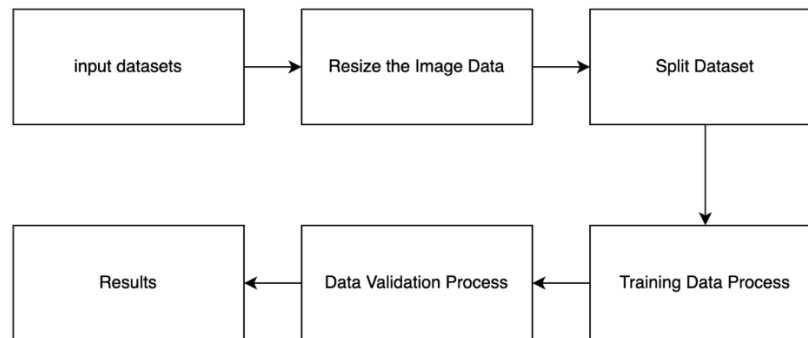 input datasets
Resize the Image Data
Split Dataset
Training Data Process
Data Validation Process
Results